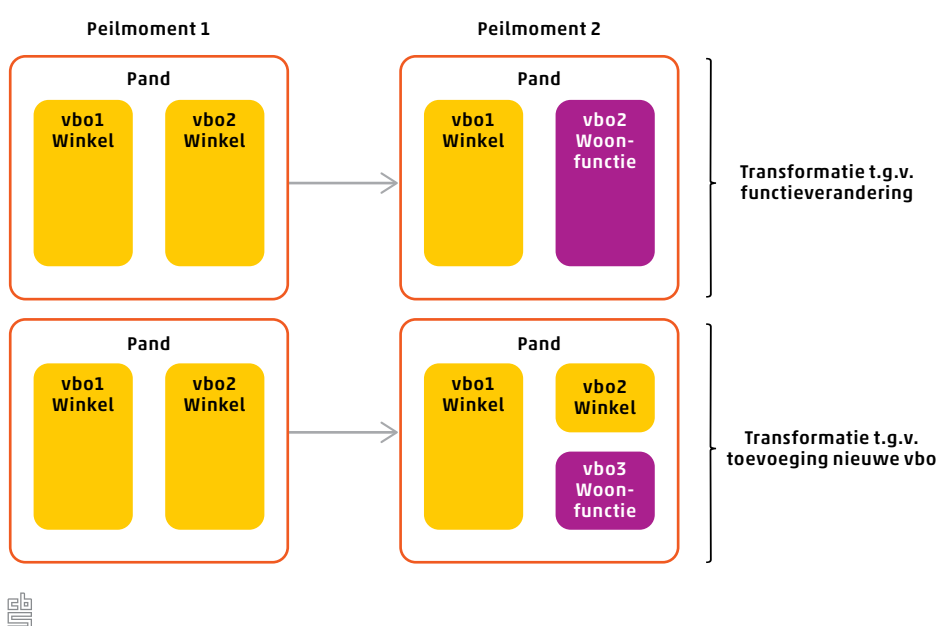 Peilmoment 1
Peilmoment 2
Pand
vbo1
Winkel
vbo2
Winkel
Pand
vbo1
Winkel
vbo2
Woon-
functie
Transformatie t.g.v.
functieverandering
Pand
vbo1
Winkel
vbo2
Winkel
Pand
vbo1
Winkel
vbo2
Winkel
vbo3
Woon-
functie
Transformatie t.g.v.
toevoeging nieuwe vbo